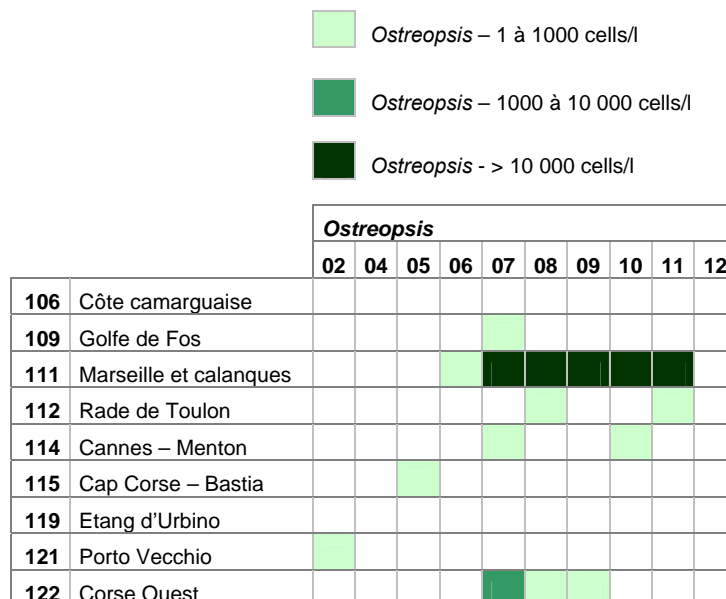 Ostreopsis – 1 à 1000 cells/l
Ostreopsis – 1000 à 10 000 cells/l
Ostreopsis - > 10 000 cells/l
Ostreopsis
02 04 05 06 07 08 09 10 11 12
106 Côte camarguaise
109 Golfe de Fos
111 Marseille et calanques
112 Rade de Toulon
114 Cannes – Menton
115 Cap Corse – Bastia
119 Etang d'Urbino
121 Porto Vecchio
122 Corse Ouest